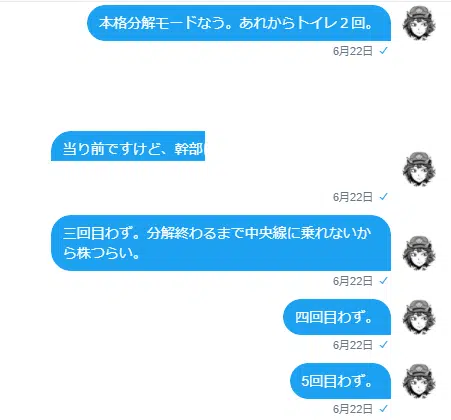 本格分解モードなう。あれからトイレ２回。
6月22日 ✓
当り前ですけど、幹部
6月22日 ✓
三回目わず。分解終わるまで中央線に乗れないか
ら株つらい。
6月22日 ✓
四回目わず。
6月22日 ✓
5回目わず。
6月22日 ✓